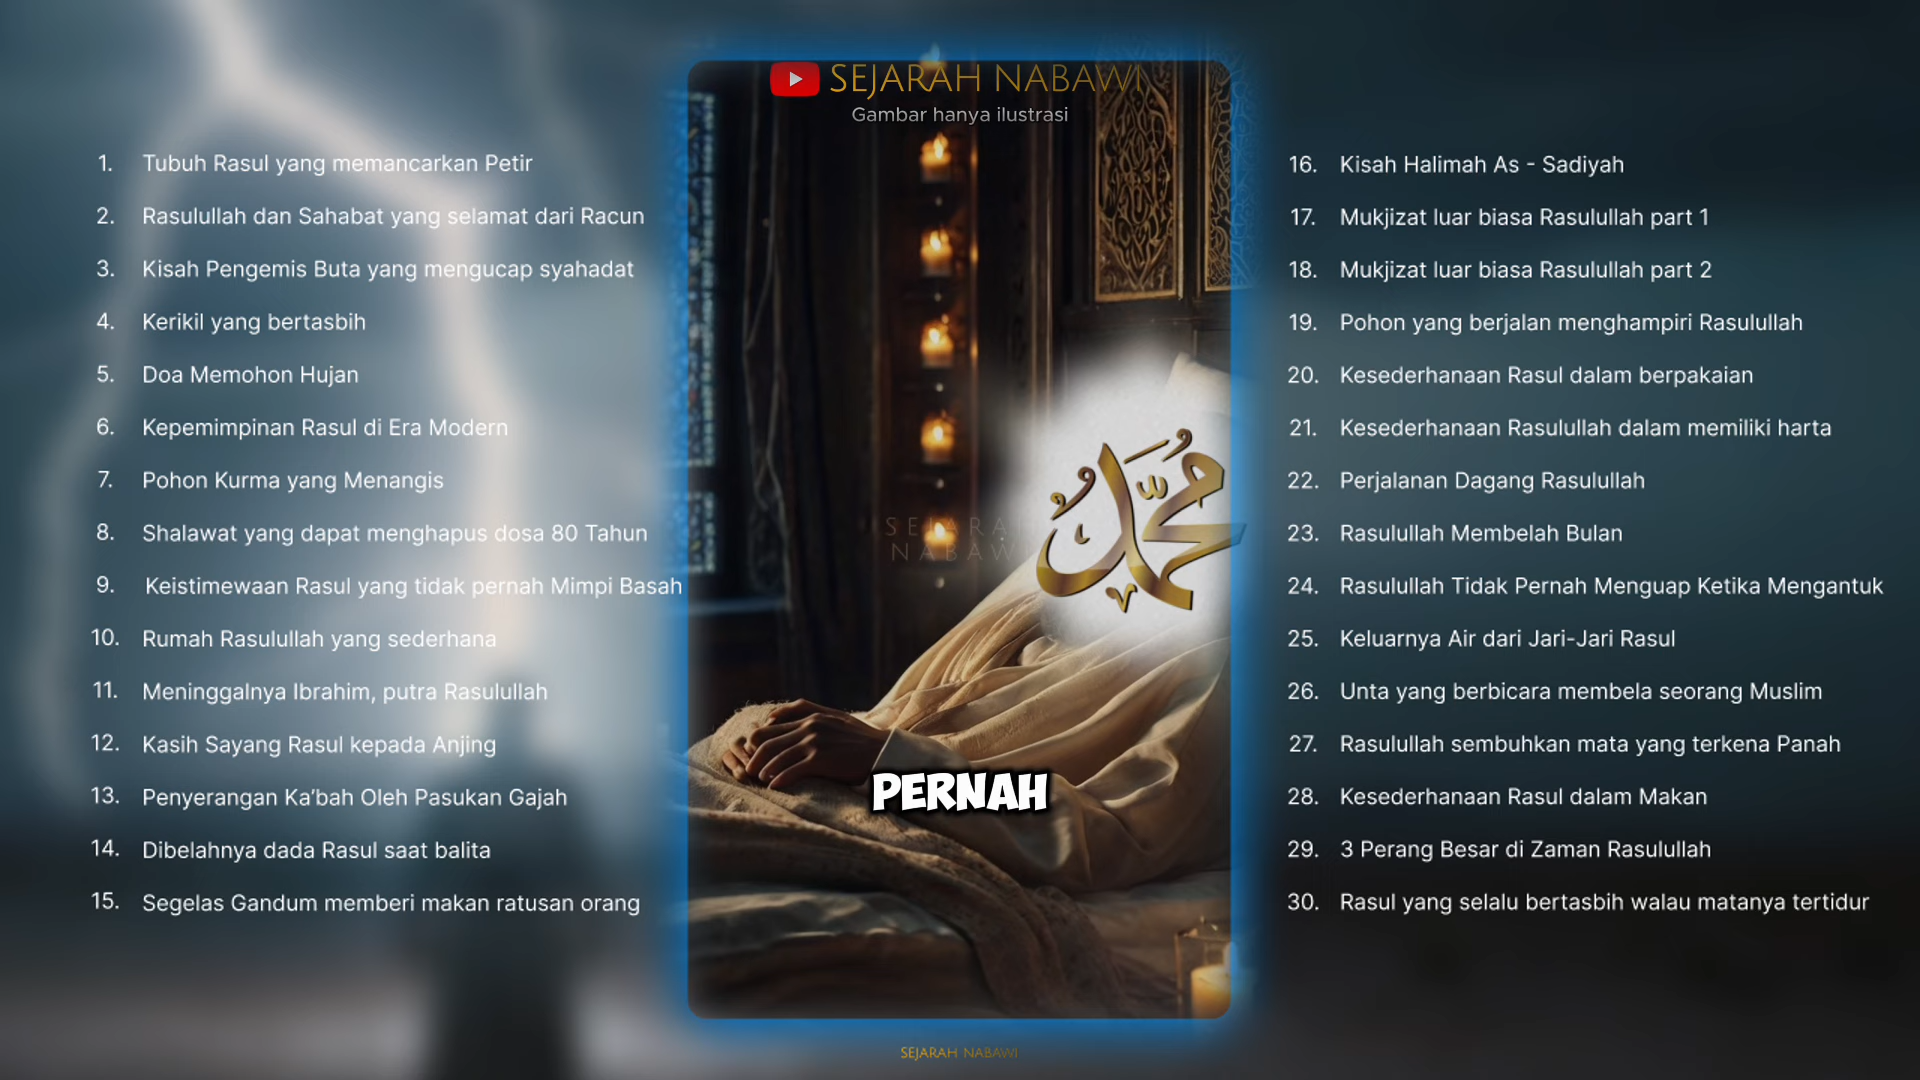 SEJARAH NABAWI
Gambar hanya ilustrasi
1. Tubuh Rasul yang memancarkan Petir
2. Rasulullah dan Sahabat yang selamat dari Racun
3. Kisah Pengemis Buta yang mengucap syahadat
4. Kerikil yang bertasbih
5. Doa Memohon Hujan
6. Kepemimpinan Rasul di Era Modern
7. Pohon Kurma yang Menangis
8. Shalawat yang dapat menghapus dosa 80 Tahun
9. Keistimewaan Rasul yang tidak pernah Mimpi Basah
10. Rumah Rasulullah yang sederhana
11. Meninggalnya Ibrahim, putra Rasulullah
12. Kasih Sayang Rasul kepada Anjing
13. Penyerangan Ka’bah Oleh Pasukan Gajah
14. Dibelahnya dada Rasul saat balita
15. Segelas Gandum memberi makan ratusan orang
محمد
SEJARA
NABAW
PERNAH
16. Kisah Halimah As - Sadiyah
17. Mukjizat luar biasa Rasulullah part 1
18. Mukjizat luar biasa Rasulullah part 2
19. Pohon yang berjalan menghampiri Rasulullah
20. Kesederhanaan Rasul dalam berpakaian
21. Kesederhanaan Rasulullah dalam memiliki harta
22. Perjalanan Dagang Rasulullah
23. Rasulullah Membelah Bulan
24. Rasulullah Tidak Pernah Menguap Ketika Mengantuk
25. Keluarnya Air dari Jari-Jari Rasul
26. Unta yang berbicara membela seorang Muslim
27. Rasulullah sembuhkan mata yang terkena Panah
28. Kesederhanaan Rasul dalam Makan
29. 3 Perang Besar di Zaman Rasulullah
30. Rasul yang selalu bertasbih walau matanya tertidur
SEJARAH NABAWI